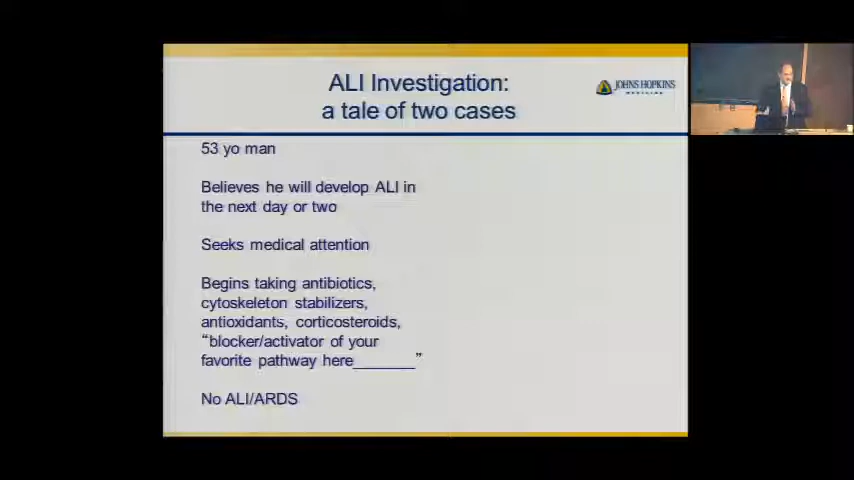 ALI Investigation:
a tale of two cases
JOHNS HOPKINS
MEDICINE
53 yo man
Believes he will develop ALI in
the next day or two
Seeks medical attention
Begins taking antibiotics,
cytoskeleton stabilizers,
antioxidants, corticosteroids,
“blocker/activator of your
favorite pathway here_______”
No ALI/ARDS